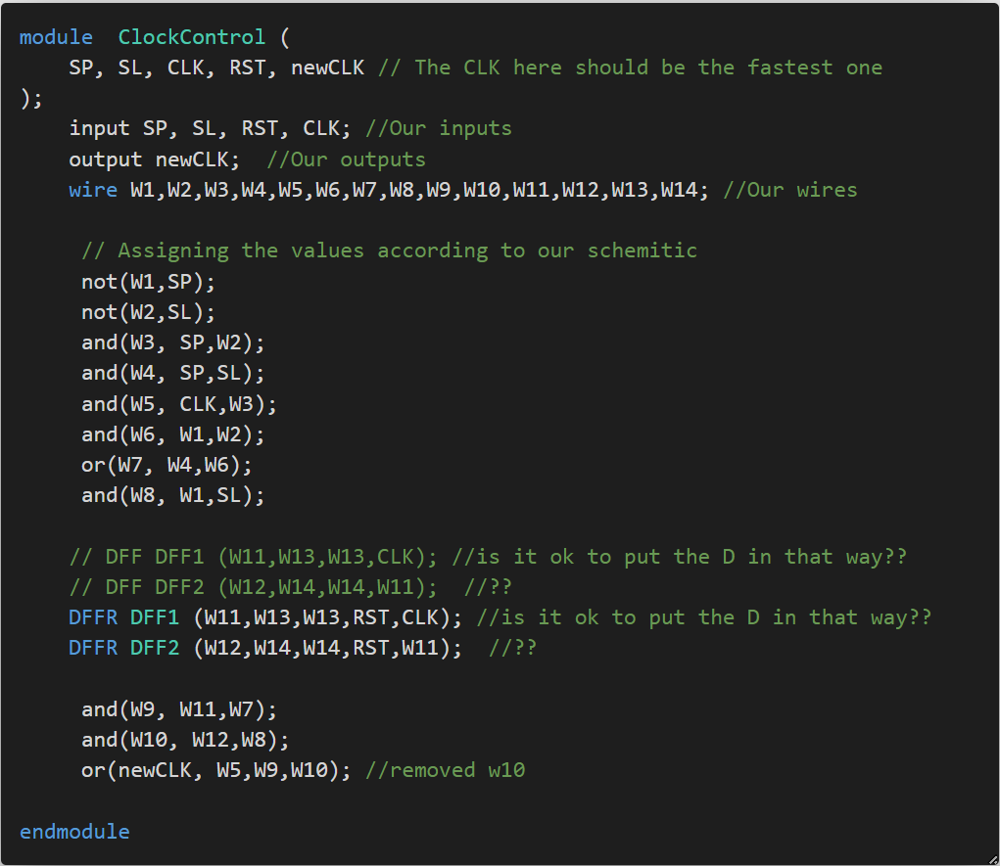 module  ClockControl (
    SP, SL, CLK, RST, newCLK // The CLK here should be the fastest one
);
    input SP, SL, RST, CLK; //Our inputs
    output newCLK;  //Our outputs
    wire W1,W2,W3,W4,W5,W6,W7,W8,W9,W10,W11,W12,W13,W14; //Our wires

     // Assigning the values according to our schemitic
     not(W1,SP);
     not(W2,SL);
     and(W3, SP,W2);
     and(W4, SP,SL);
     and(W5, CLK,W3);
     and(W6, W1,W2);
     or(W7, W4,W6);
     and(W8, W1,SL);

    // DFF DFF1 (W11,W13,W13,CLK); //is it ok to put the D in that way??
    // DFF DFF2 (W12,W14,W14,W11);  //??
    DFFR DFF1 (W11,W13,W13,RST,CLK); //is it ok to put the D in that way??
    DFFR DFF2 (W12,W14,W14,RST,W11);  //??

     and(W9, W11,W7);
     and(W10, W12,W8);
     or(newCLK, W5,W9,W10); //removed w10

endmodule